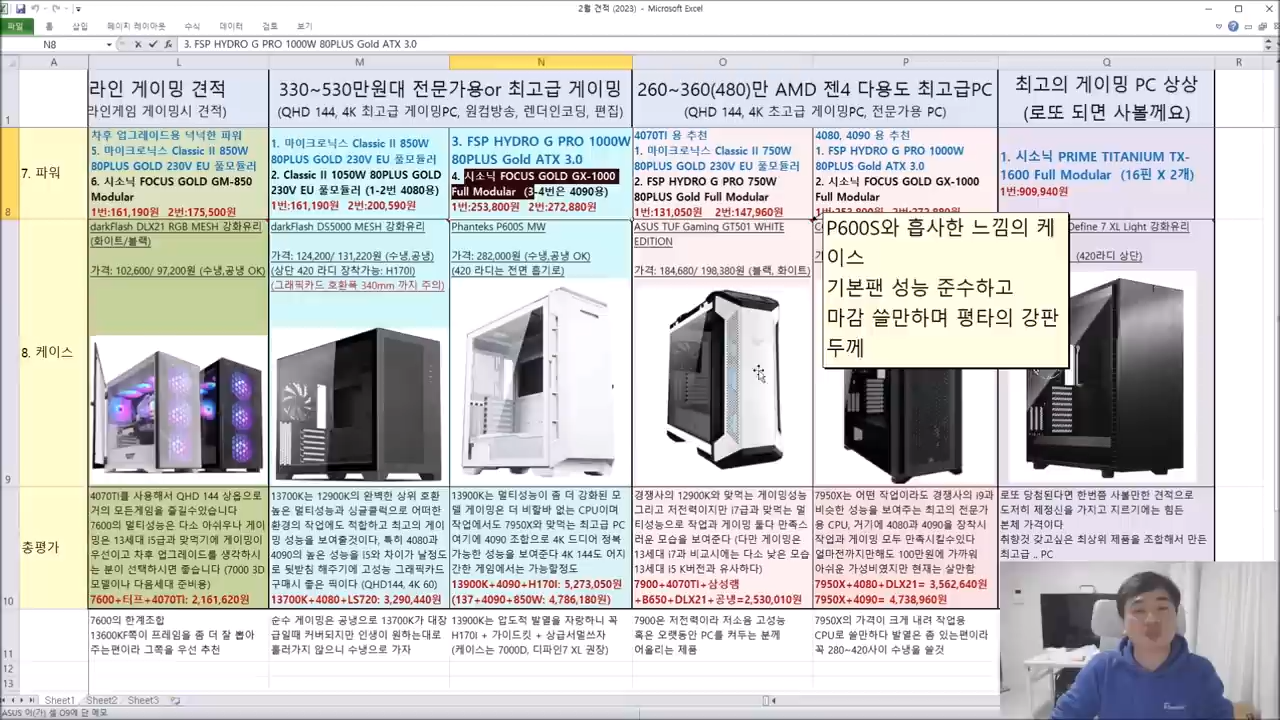 2월 견적 (2023) - Microsoft Excel
파일 홈 삽입 페이지 레이아웃 수식 데이터 검토 보기
N8 3. FSP HYDRO G PRO 1000W 80PLUS Gold ATX 3.0
A L M N O P Q R
1
라인 게이밍 견적
라인게임 게이밍시 견적)
330~530만원대 전문가용or 최고급 게이밍
(QHD 144, 4K 최고급 게이밍PC, 원컴방송, 렌더인코딩, 편집)
260~360(480)만 AMD 젠4 다용도 최고급PC
(QHD 144, 4K 초고급 게이밍PC, 전문가용 PC)
최고의 게이밍 PC 상상
(로또 되면 사볼께요)
8
7. 파워
차후 업그레이드용 넉넉한 파워
5. 마이크로닉스 Classic II 850W
80PLUS GOLD 230V EU 풀모듈러
6. 시소닉 FOCUS GOLD GM-850
Modular
1번:161,190원 2번:175,500원
1. 마이크로닉스 Classic II 850W
80PLUS GOLD 230V EU 풀모듈러
2. Classic II 1050W 80PLUS GOLD
230V EU 풀모듈러 (1-2번 4080용)
1번:161,190원 2번:200,590원
3. FSP HYDRO G PRO 1000W
80PLUS Gold ATX 3.0
4. 시소닉 FOCUS GOLD GX-1000
Full Modular (3-4번은 4090용)
1번:253,800원 2번:272,880원
4070TI 용 추천
1. 마이크로닉스 Classic II 750W
80PLUS GOLD 230V EU 풀모듈러
2. FSP HYDRO G PRO 750W
80PLUS Gold Full Modular
1번:131,050원 2번:147,960원
4080, 4090 용 추천
1. FSP HYDRO G PRO 1000W
80PLUS Gold ATX 3.0
2. 시소닉 FOCUS GOLD GX-1000
Full Modular
1번:253,800원 2번:272,880원
1. 시소닉 PRIME TITANIUM TX-
1600 Full Modular (16핀 X 2개)
1번:909,940원
9
8. 케이스
darkFlash DLX21 RGB MESH 강화유리
(화이트/블랙)
가격: 102,600/ 97,200원 (수냉,공냉 OK)
darkFlash DS5000 MESH 강화유리
가격: 124,200/ 131,220원 (수냉,공냉)
(상단 420 라디 장착가능: H170I)
(그래픽카드 호환폭 340mm 까지 주의)
Phanteks P600S MW
가격: 282,000원 (수냉,공냉 OK)
(420 라디는 전면 흡기로)
ASUS TUF Gaming GT501 WHITE
EDITION
가격: 184,680/ 198,380원 (블랙, 화이트)
P600S와 흡사한 느낌의 케
이스
기본팬 성능 준수하고
마감 쓸만하며 평타의 강판
두께
Define 7 XL Light 강화유리
(420라디 상단)
10
총평가
4070TI를 사용해서 QHD 144 상옵으로
거의 모든게임을 즐길수있습니다
7600의 멀티성능은 다소 아쉬우나 게이
밍은 13세대 i5급과 맞먹기에 게이밍이
우선이고 차후 업그레이드를 생각하시
는 분이 선택하시면 좋습니다 (7000 3D
모델이나 다음세대 준비용)
7600+터프+4070TI: 2,161,620원
13700K는 12900K의 완벽한 상위 호환
높은 멀티성능과 싱글클럭으로 어떠한
환경의 작업에도 적합하고 최고의 게이
밍 성능을 보여줄것이다, 특히 4080과
4090의 높은 성능을 i5와 차이가 날정도
로 뒷받침 해주기에 고성능 그래픽카드
구매시 좋은 픽이다 (QHD144, 4K 60)
13700K+4080+LS720: 3,290,440원
13900K는 멀티성능이 좀 더 강화된 모
델 게이밍은 더 비할바 없는 CPU이며
작업에서도 7950X와 맞먹는 최고급 PC
여기에 4090 조합으로 4K 드디어 정복
가능한 성능을 보여준다 4K 144도 어지
간한 게임에서는 가능할정도
13900K+4090+H170I: 5,273,050원
(137+4090+850W: 4,786,180원)
경쟁사의 12900K와 맞먹는 게이밍성능
그리고 저전력이지만 i7급과 맞먹는 멀
티성능으로 작업과 게이밍 둘다 만족스
러운 모습을 보여준다 (다만 게이밍은
13세대 i7과 비교시에는 다소 낮은 모습
13세대 i5 K버전과 유사하다)
7900+4070TI+삼성램
+B650+DLX21+공냉=2,530,010원
7950X는 어떤 작업이라도 경쟁사의 i9과
비슷한 성능을 보여주는 최고의 전문가
용 CPU, 거기에 4080과 4090을 장착시
작업과 게이밍 모두 만족시킬수있다
얼마전까지만해도 100만원에 가까워
아쉬운 가성비였지만 현재는 살만함
7950X+4080+DLX21= 3,562,640원
7950X+4090= 4,738,960원
로또 당첨된다면 한번쯤 사볼만한 견적으로
도저히 제정신을 가지고 지르기에는 힘든
본체 가격이다
취향것 갖고싶은 최상위 제품을 조합해서 만든
최고급 .. PC
11
7600의 한계조합
13600KF쪽이 프레임을 좀 더 잘 뽑아
주는편이라 그쪽을 우선 추천
순수 게이밍은 공냉으로 13700K가 대장
급일때 커버되지만 인생이 원하는대로
흘러가지 않으니 수냉으로 가자
13900K는 압도적 발열을 자랑하니 꼭
H170I + 가이드킷 + 상급서멀쓰자
(케이스는 7000D, 디파인7 XL 권장)
7900은 저전력이라 저소음 고성능
혹은 오랫동안 PC를 켜두는 분께
어울리는 제품
7950X의 가격이 크게 내려 작업용
CPU로 쓸만하다 발열은 좀 있는편이라
꼭 280~420사이 수냉을 쓸것
12
13
Sheet1 Sheet2 Sheet3
ASUS 이(가) 셀 O9에 단 메모